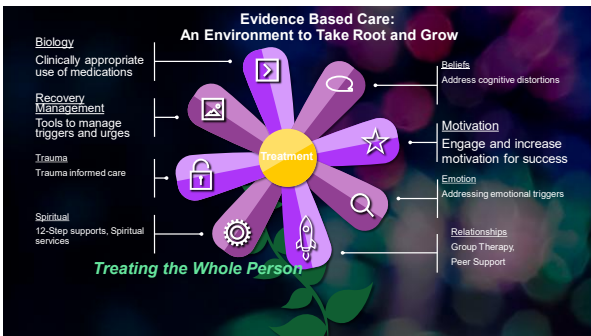 Evidence Based Care:
An Environment to Take Root and Grow
Biology
Clinically appropriate
use of medications
Recovery
Management
Tools to manage
triggers and urges
Trauma
Trauma informed care
Spiritual
12-Step supports, Spiritual
services
Treatment
Beliefs
Address cognitive distortions
Motivation
Engage and increase
motivation for success
Emotion
Addressing emotional triggers
Relationships
Group Therapy,
Peer Support
Treating the Whole Person